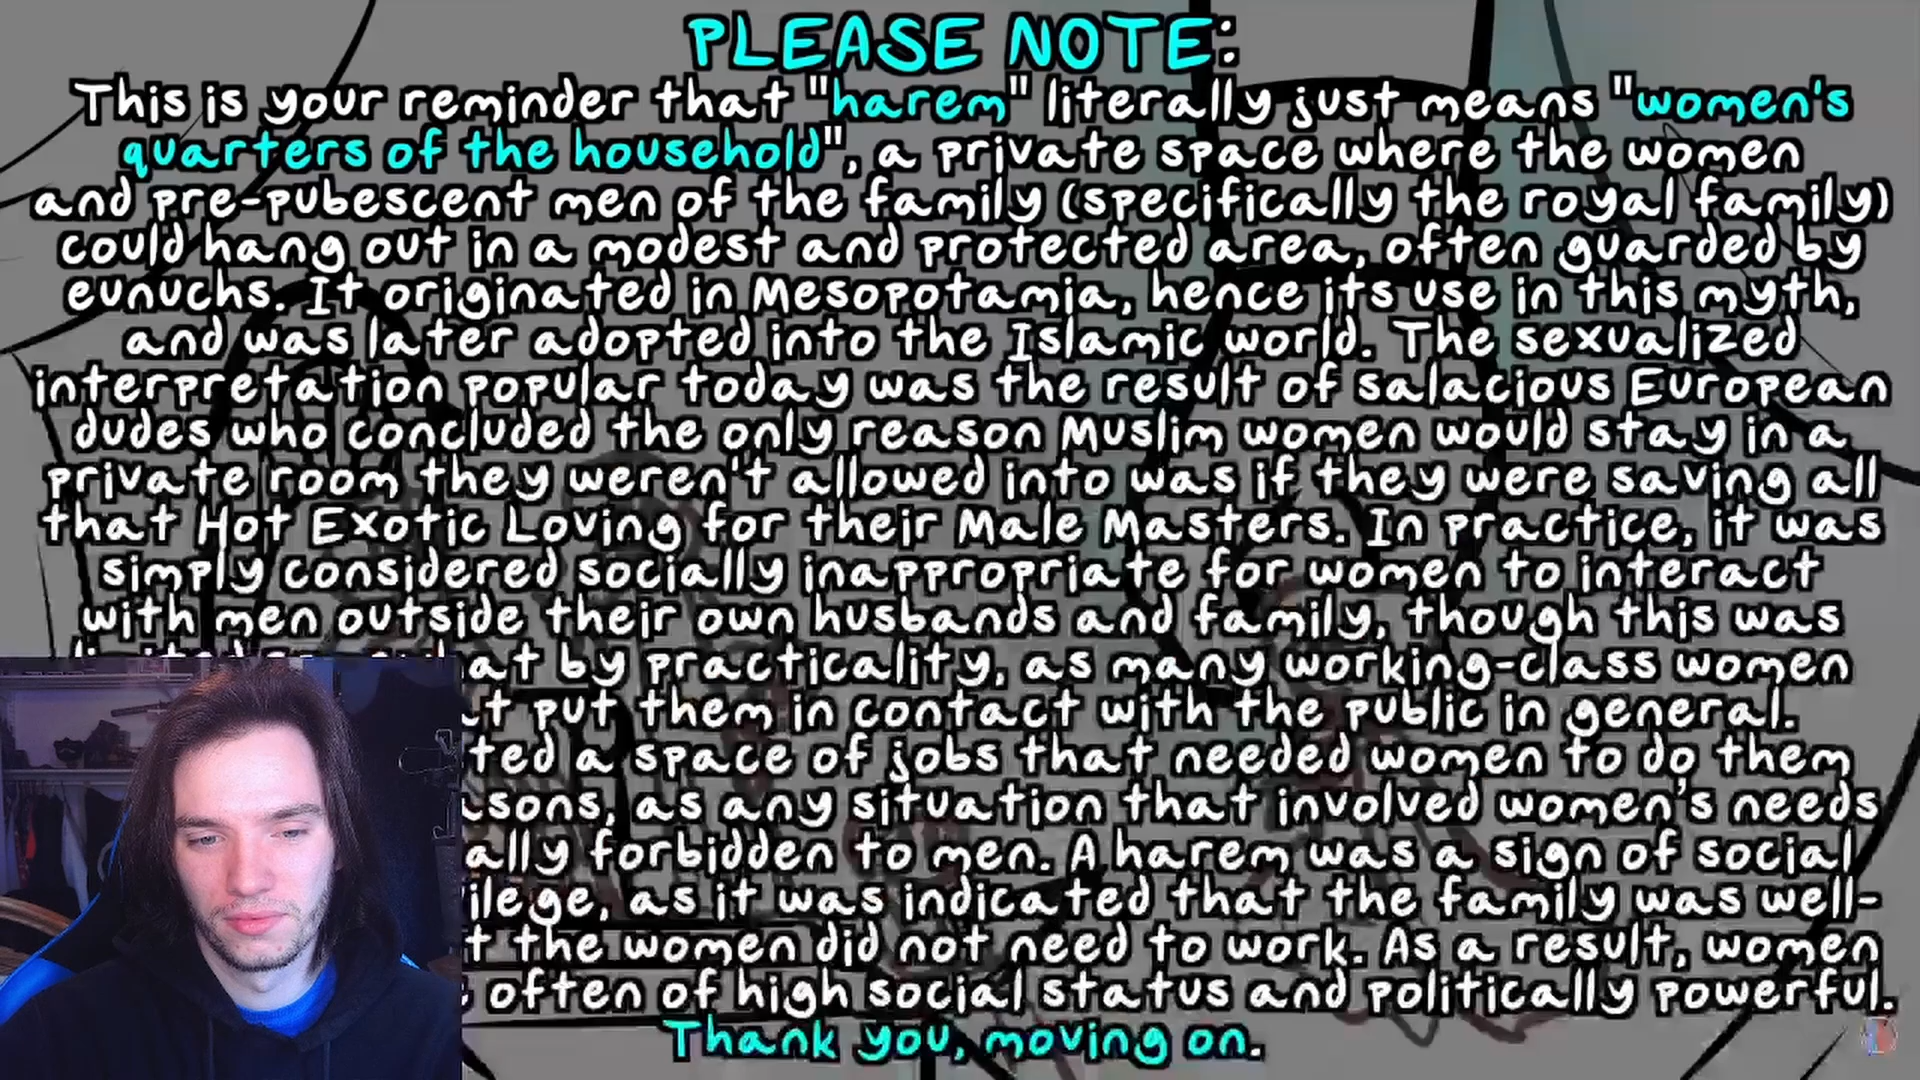 PLEASE NOTE:
This is your reminder that "harem" literally just means "women's
quarters of the household", a private space where the women
and pre-pubescent men of the family (specifically the royal family)
could hang out in a modest and protected area, often guarded by
eunuchs. It originated in Mesopotamia, hence its use in this myth,
and was later adopted into the Islamic world. The sexualized
interpretation popular today was the result of salacious European
dudes who concluded the only reason Muslim women would stay in a
private room they weren't allowed into was if they were saving all
that Hot Exotic Loving for their Male Masters. In practice, it was
simply considered socially inappropriate for women to interact
with men outside their own husbands and family, though this was
by practicality, as many working-class women
put them in contact with the public in general.
a space of jobs that needed women to do them
as any situation that involved women's needs
forbidden to men. A harem was a sign of social
as it was indicated that the family was well-
the women did not need to work. As a result, women
often of high social status and politically powerful.
Thank you, moving on.